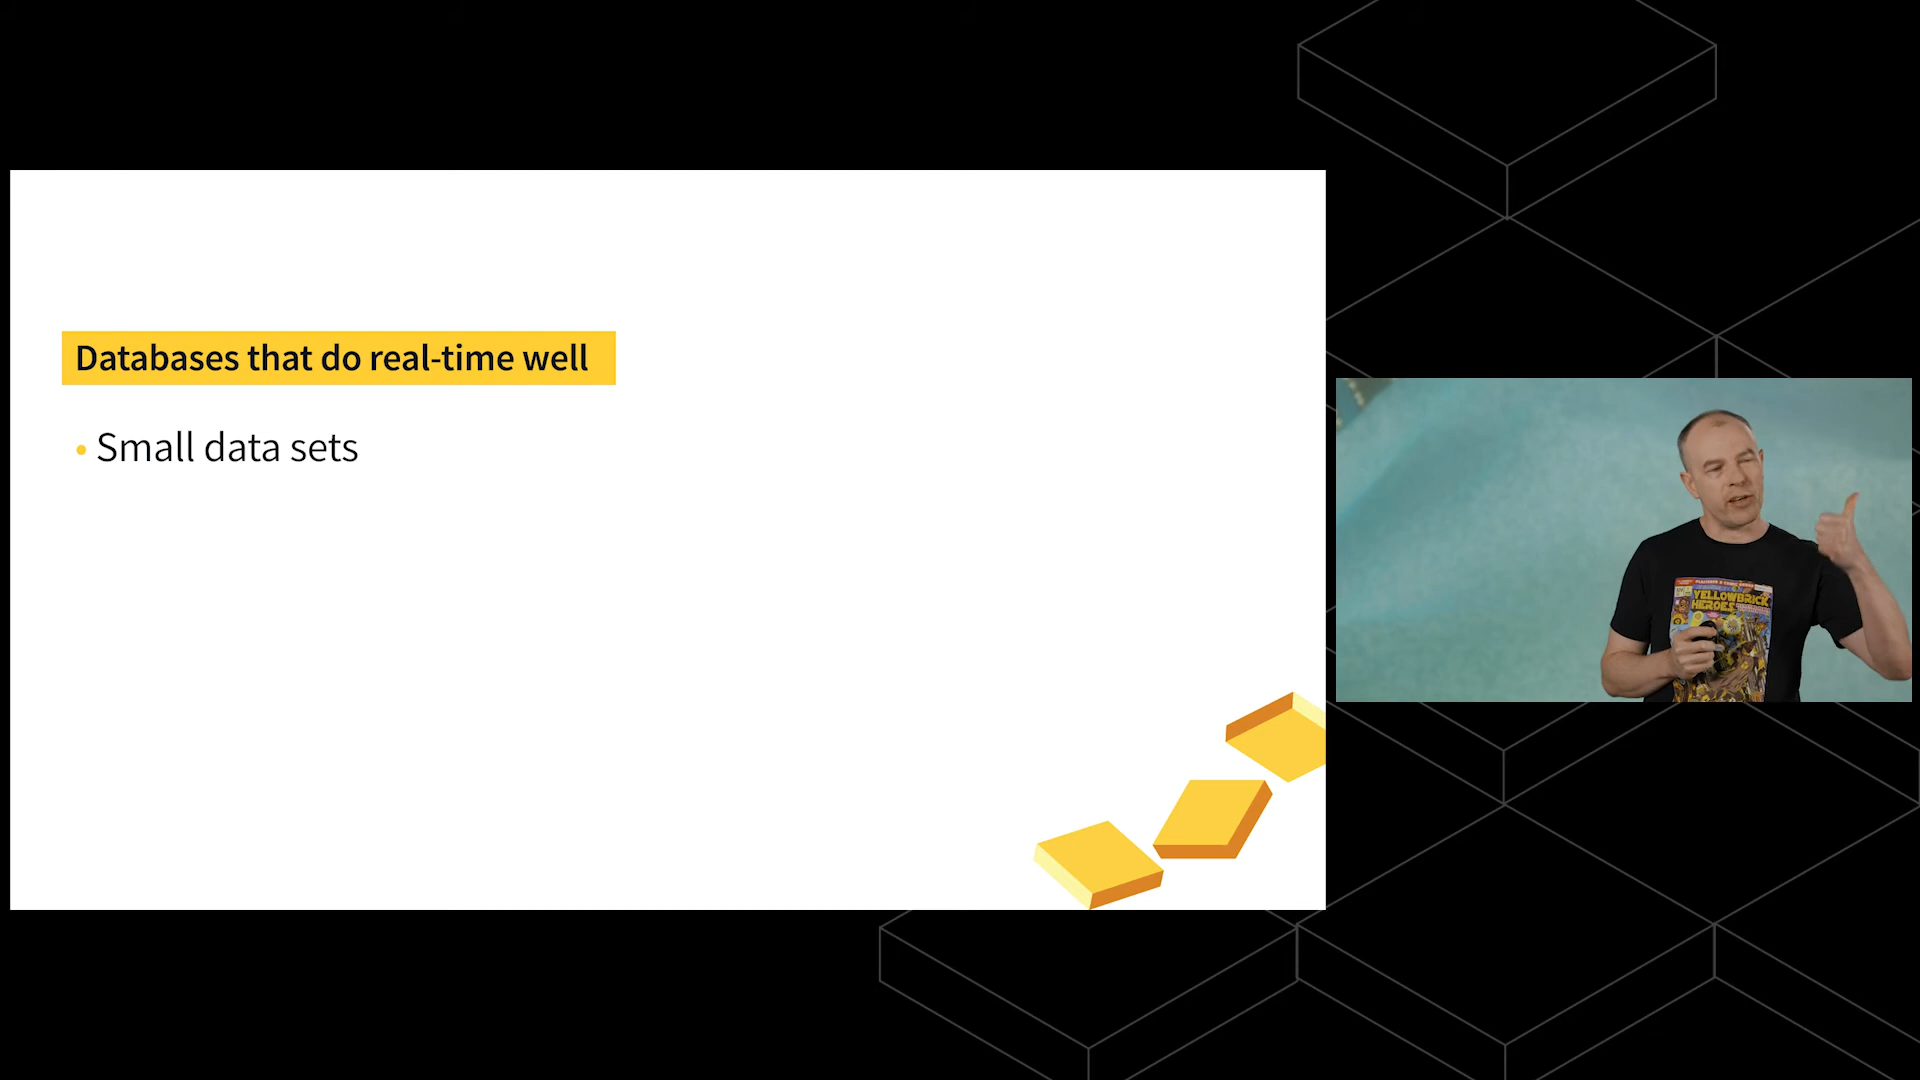 Databases that do real-time well
• Small data sets
YELLOWBRICK
HEROES